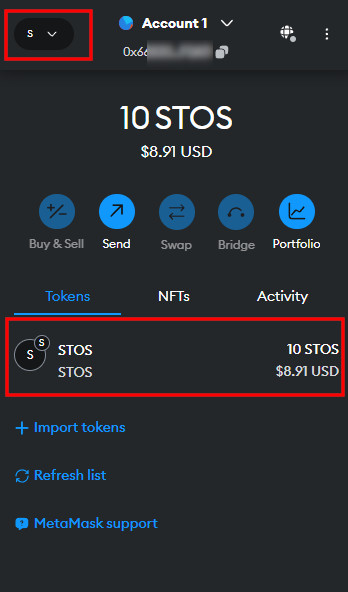 S
Account 1
0x6
10 STOS
$8.91 USD
Buy & Sell
Send
Swap
Bridge
Portfolio
Tokens
NFTs
Activity
S
S
STOS
10 STOS
STOS
$8.91 USD
Import tokens
Refresh list
MetaMask support